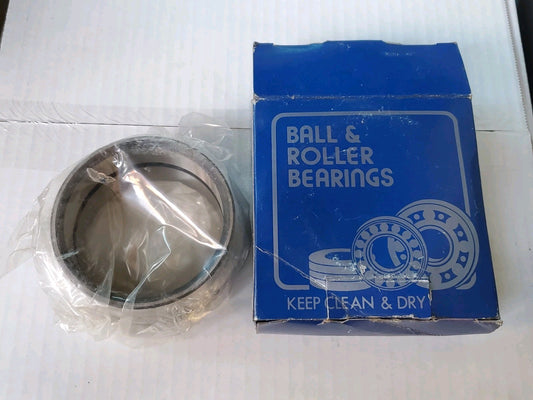 BALL &
ROLLER
BEARINGS
KEEP CLEAN & DRY